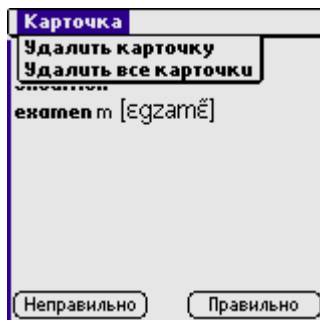 Карточка
Удалить карточку
Удалить все карточки
examen m [ɛgzamɛ̃]
Неправильно
Правильно